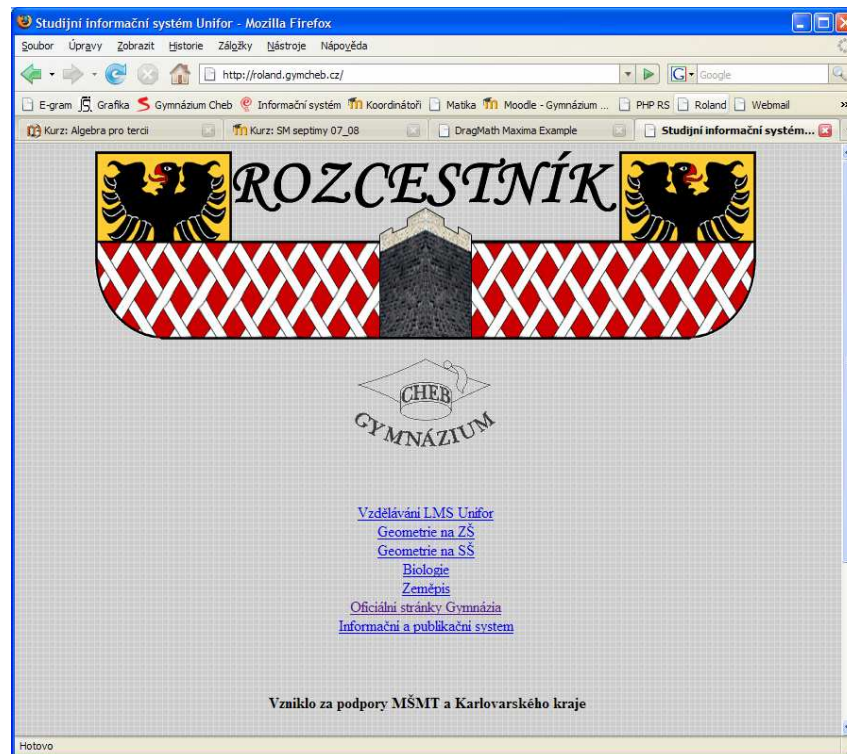 Studijní informační systém Unifor - Mozilla Firefox
Soubor Úpravy Zobrazit Historie Záložky Nástroje Nápověda
http://roland.gymcheb.cz/ G Google
E-gram Grafika Gymnázium Cheb Informační systém Koordinátoři Matika Moodle - Gymnázium ... PHP RS Roland Webmail »
Kurz: Algebra pro tercii Kurz: SM septimy 07_08 DragMath Maxima Example Studijní informační systém...
ROZCESTNÍK
CHEB
GYMNÁZIUM
Vzdělávání LMS Unifor
Geometrie na ZŠ
Geometrie na SŠ
Biologie
Zeměpis
Oficiální stránky Gymnázia
Informační a publikační system
Vzniklo za podpory MŠMT a Karlovarského kraje
Hotovo